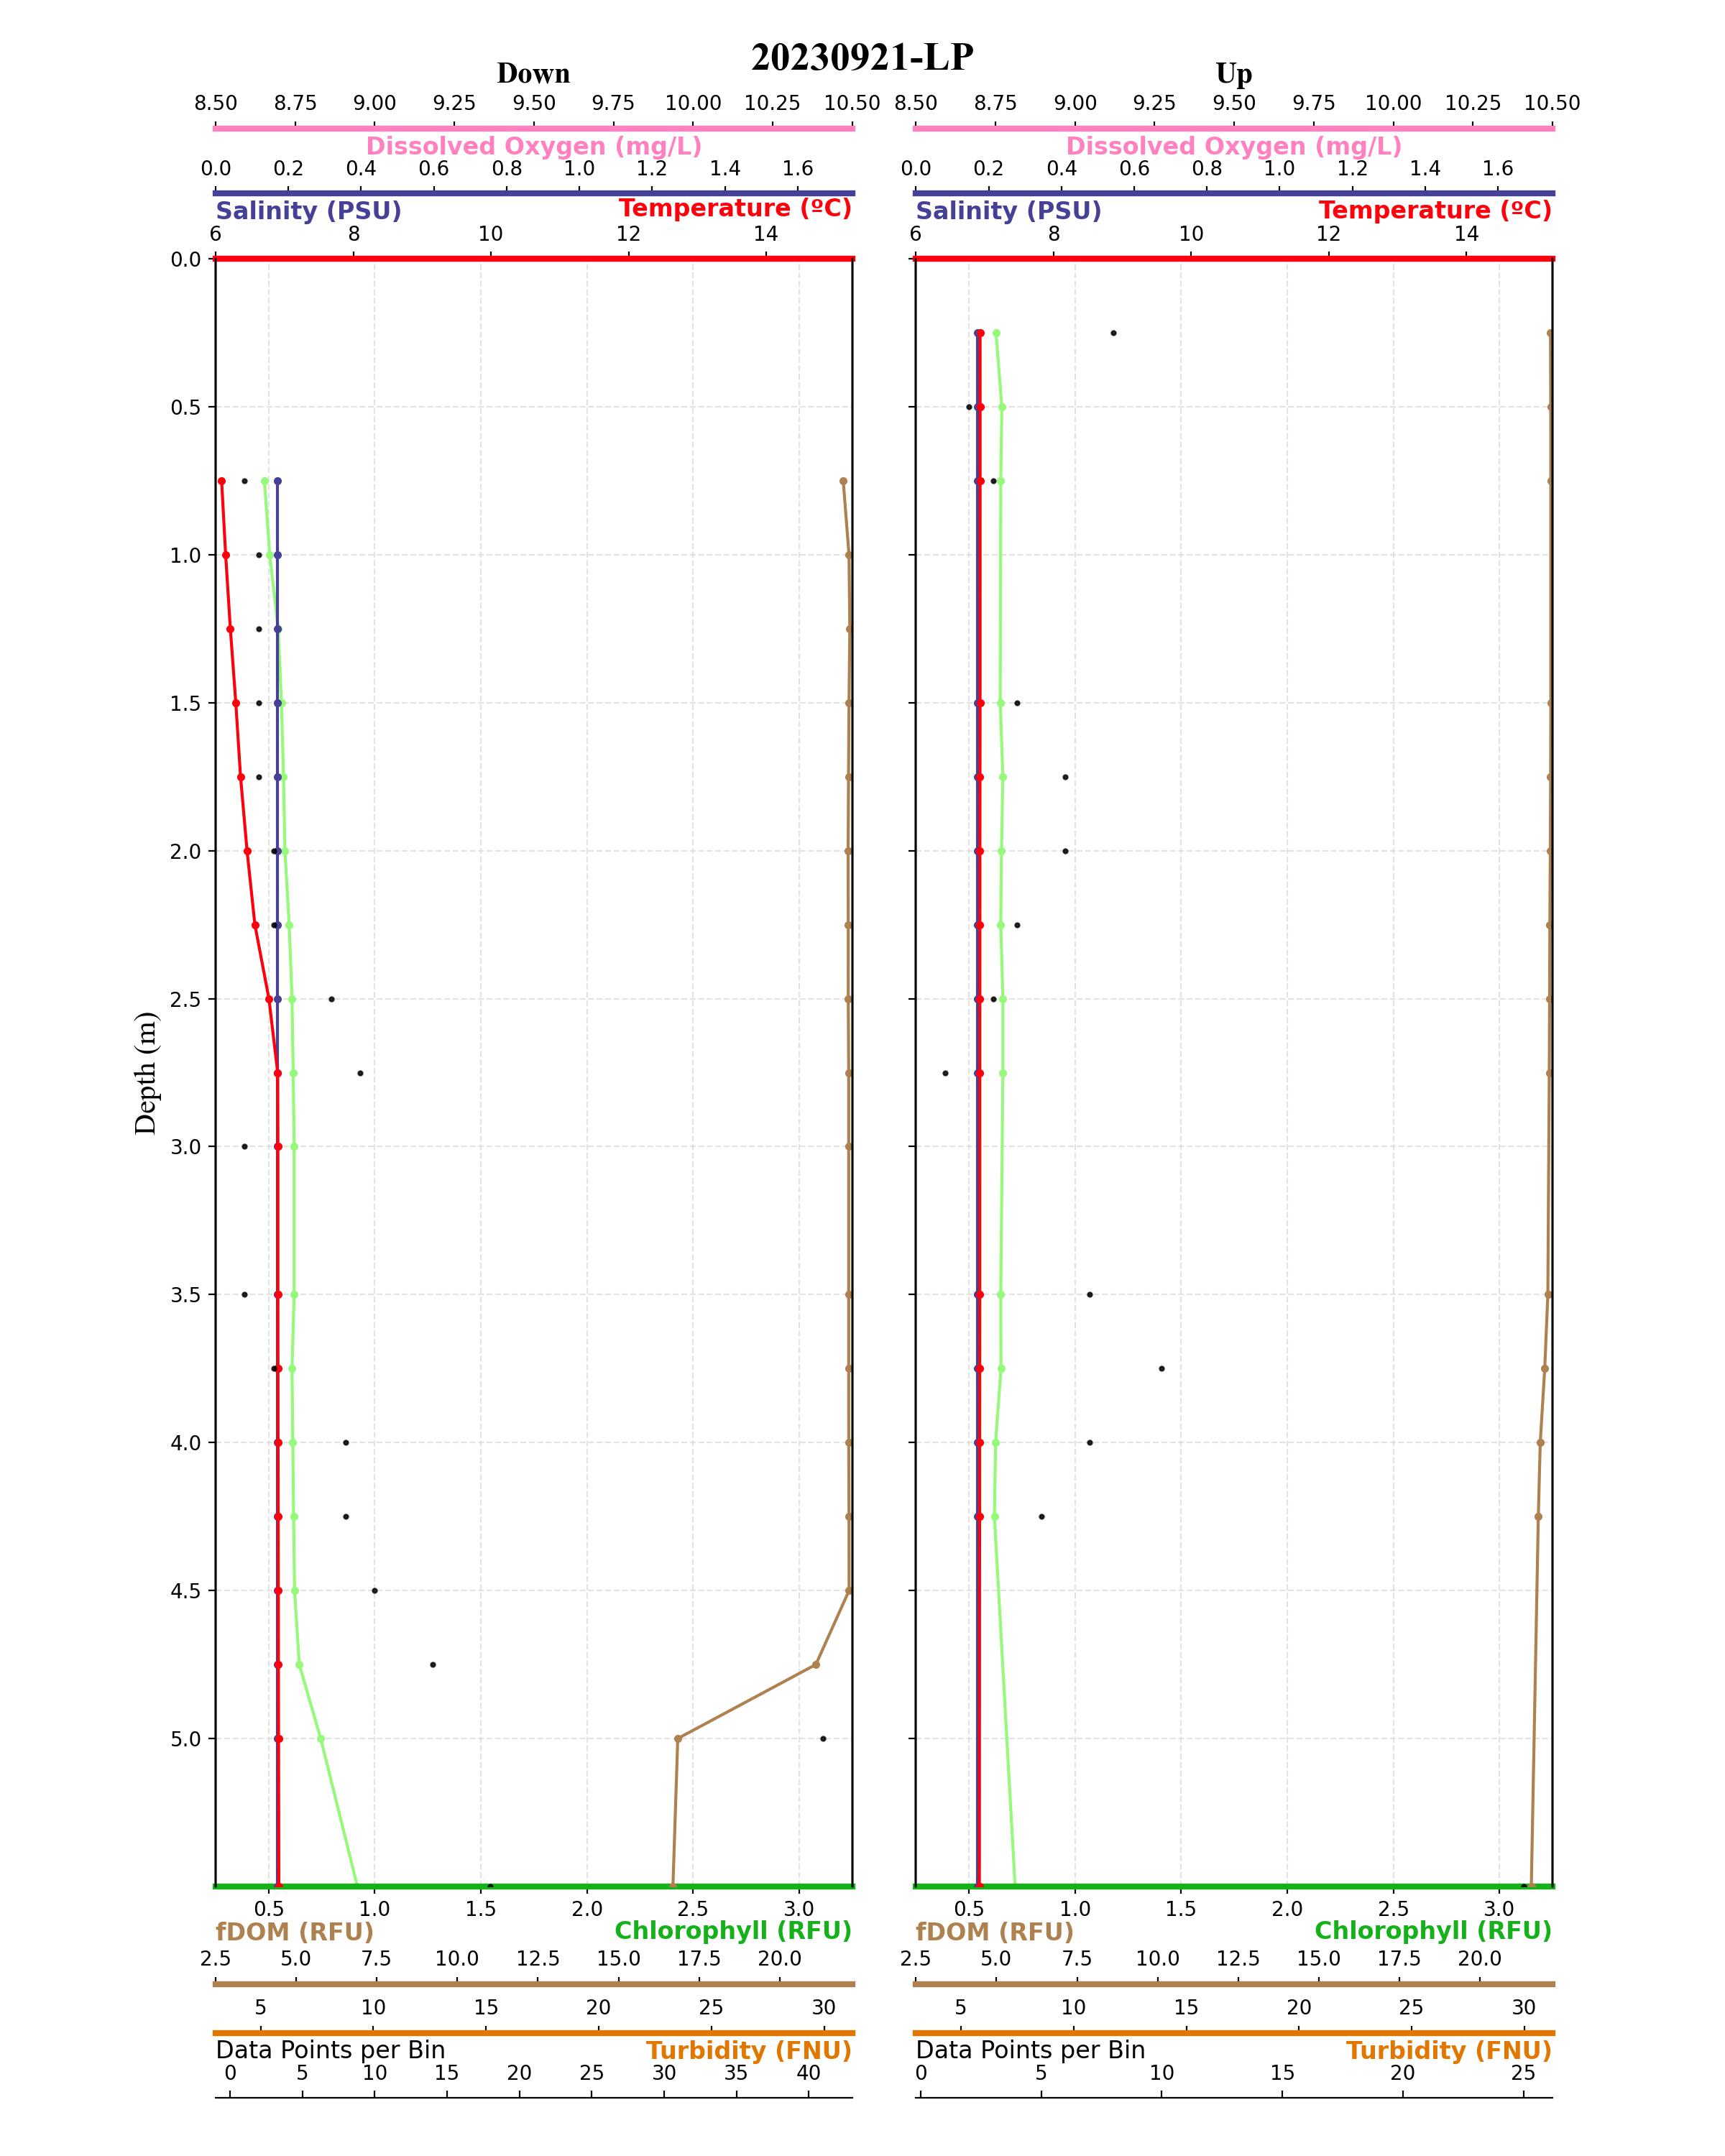 20230921-LP
Down Up
8.50 8.75 9.00 9.25 9.50 9.75 10.00 10.25 10.50 8.50 8.75 9.00 9.25 9.50 9.75 10.00 10.25 10.50
Dissolved Oxygen (mg/L) Dissolved Oxygen (mg/L)
0.0 0.2 0.4 0.6 0.8 1.0 1.2 1.4 1.6 0.0 0.2 0.4 0.6 0.8 1.0 1.2 1.4 1.6
Salinity (PSU) Temperature (ºC) Salinity (PSU) Temperature (ºC)
6 8 10 12 14 6 8 10 12 14
0.0
0.5
1.0
1.5
2.0
2.5
Depth (m)
3.0
3.5
4.0
4.5
5.0
0.5 1.0 1.5 2.0 2.5 3.0 0.5 1.0 1.5 2.0 2.5 3.0
fDOM (RFU) Chlorophyll (RFU) fDOM (RFU) Chlorophyll (RFU)
2.5 5.0 7.5 10.0 12.5 15.0 17.5 20.0 2.5 5.0 7.5 10.0 12.5 15.0 17.5 20.0
5 10 15 20 25 30 5 10 15 20 25 30
Data Points per Bin Turbidity (FNU) Data Points per Bin Turbidity (FNU)
0 5 10 15 20 25 30 35 40 0 5 10 15 20 25